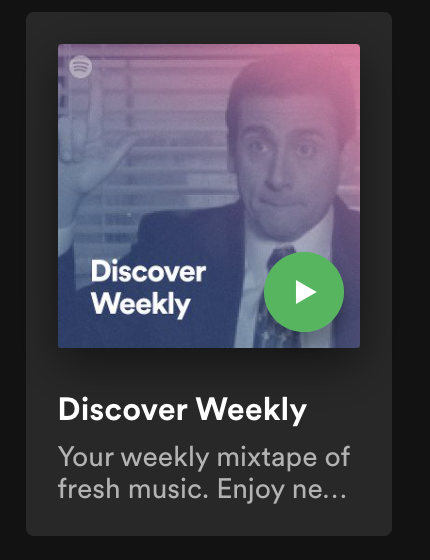 Discover
Weekly
Discover Weekly
Your weekly mixtape of
fresh music. Enjoy ne...